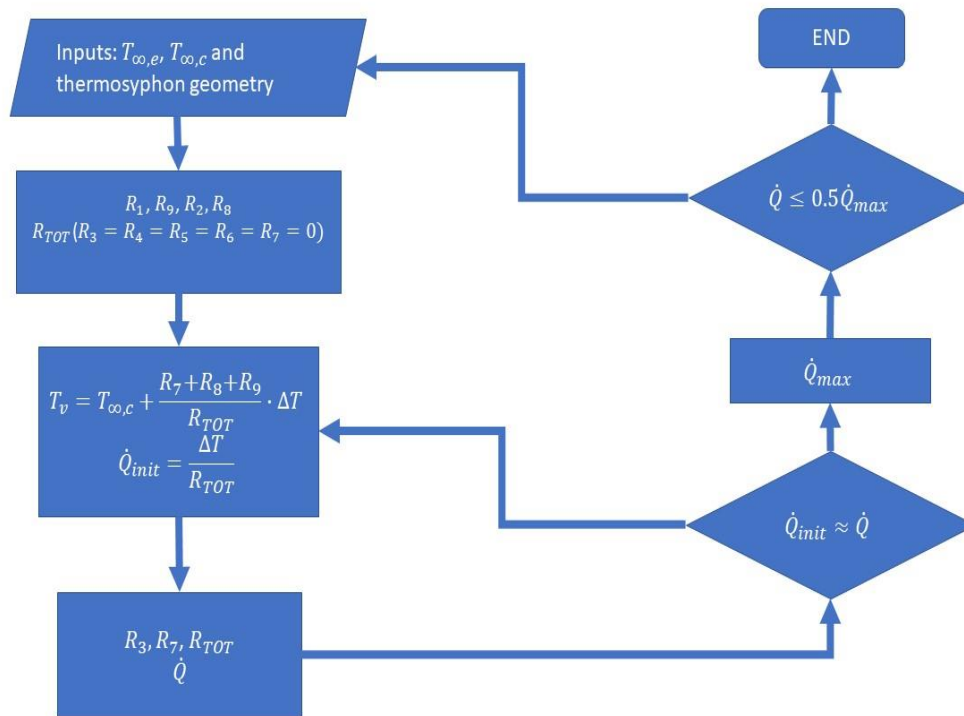 Inputs: T∞,e, T∞,c and
thermosyphon geometry
R1, R9, R2, R8
RTOT(R3 = R4 = R5 = R6 = R7 = 0)
Tv = T∞,c + (R7+R8+R9)/RTOT · ΔT
Q̇init = ΔT/RTOT
R3, R7, RTOT
Q̇
Q̇init ≈ Q̇
Q̇max
Q̇ ≤ 0.5Q̇max
END